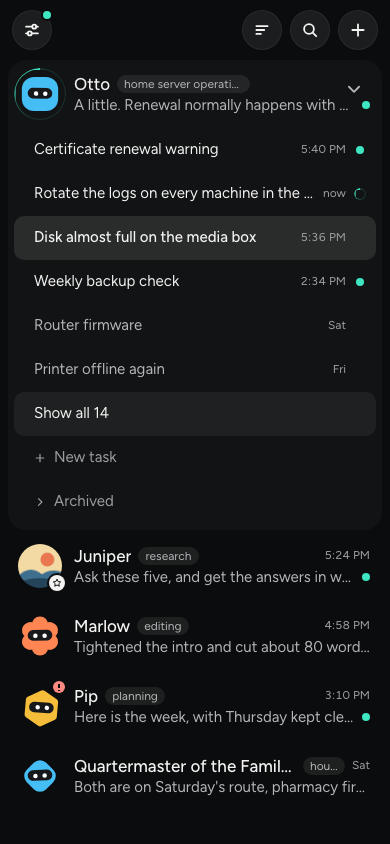 Otto home server operati...
A little. Renewal normally happens with ...
Certificate renewal warning 5:40 PM
Rotate the logs on every machine in the ... now
Disk almost full on the media box 5:36 PM
Weekly backup check 2:34 PM
Router firmware Sat
Printer offline again Fri
Show all 14
+ New task
> Archived
Juniper research 5:24 PM
Ask these five, and get the answers in w...
Marlow editing 4:58 PM
Tightened the intro and cut about 80 word...
Pip planning 3:10 PM
Here is the week, with Thursday kept cle...
Quartermaster of the Famil... hou... Sat
Both are on Saturday's route, pharmacy fir...